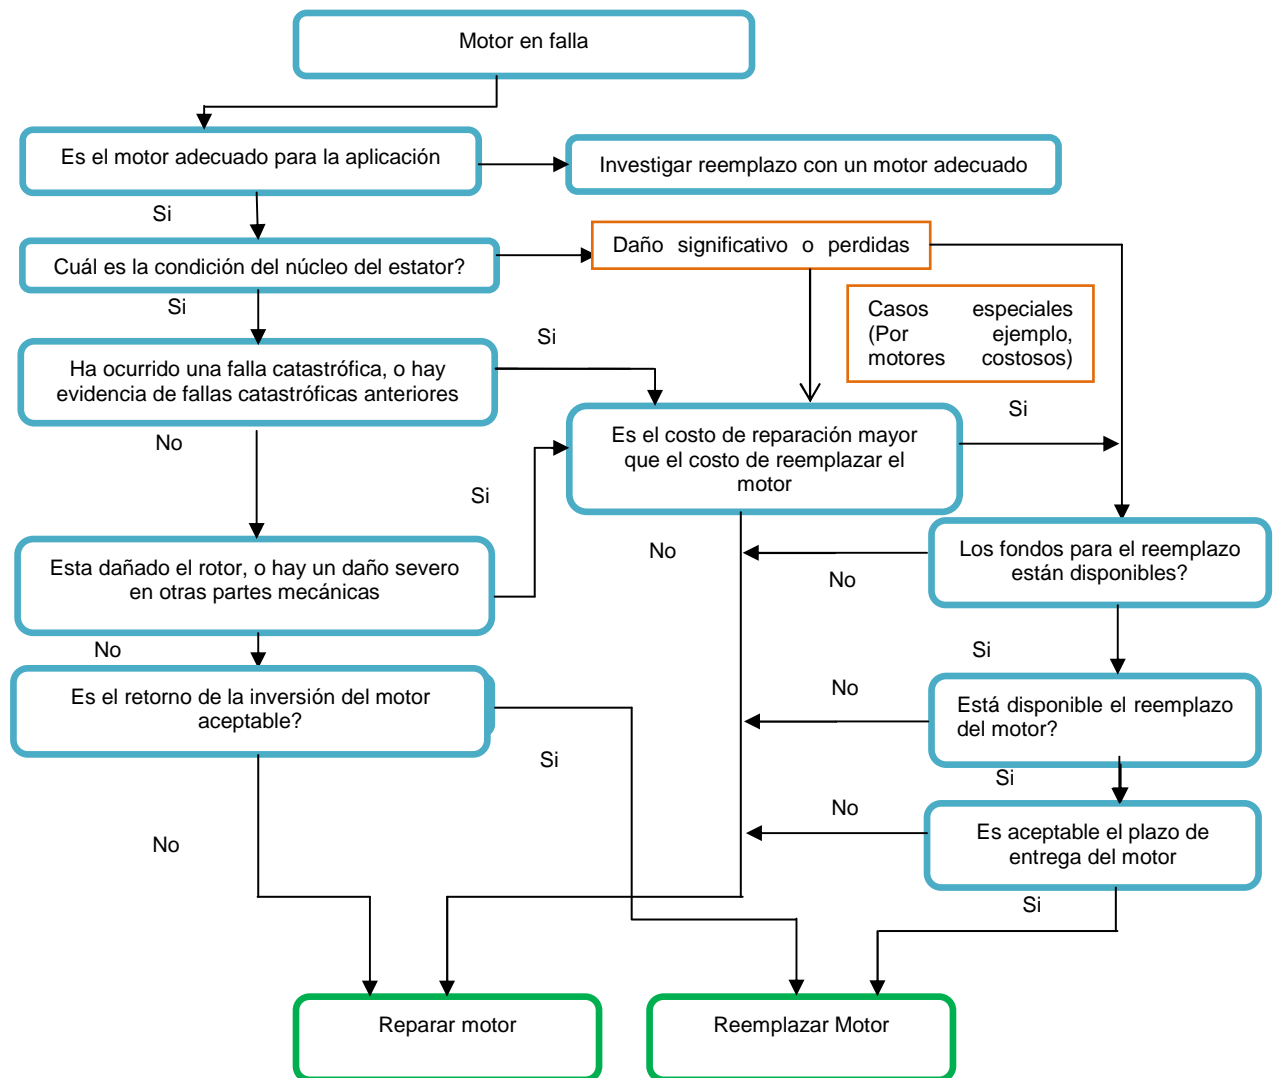 Motor en falla
Es el motor adecuado para la aplicación
Investigar reemplazo con un motor adecuado
Si
Daño significativo o perdidas
Cuál es la condición del núcleo del estator?
Si
Casos especiales
(Por ejemplo,
motores costosos)
Si
Ha ocurrido una falla catastrófica, o hay
evidencia de fallas catastróficas anteriores
Si
Es el costo de reparación mayor
que el costo de reemplazar el
motor
No
Si
No
Los fondos para el reemplazo
están disponibles?
No
Esta dañado el rotor, o hay un daño severo
en otras partes mecánicas
No
Si
Es el retorno de la inversión del motor
aceptable?
No
Está disponible el reemplazo
del motor?
Si
Si
No
Es aceptable el plazo de
entrega del motor
No
Si
Reparar motor
Reemplazar Motor